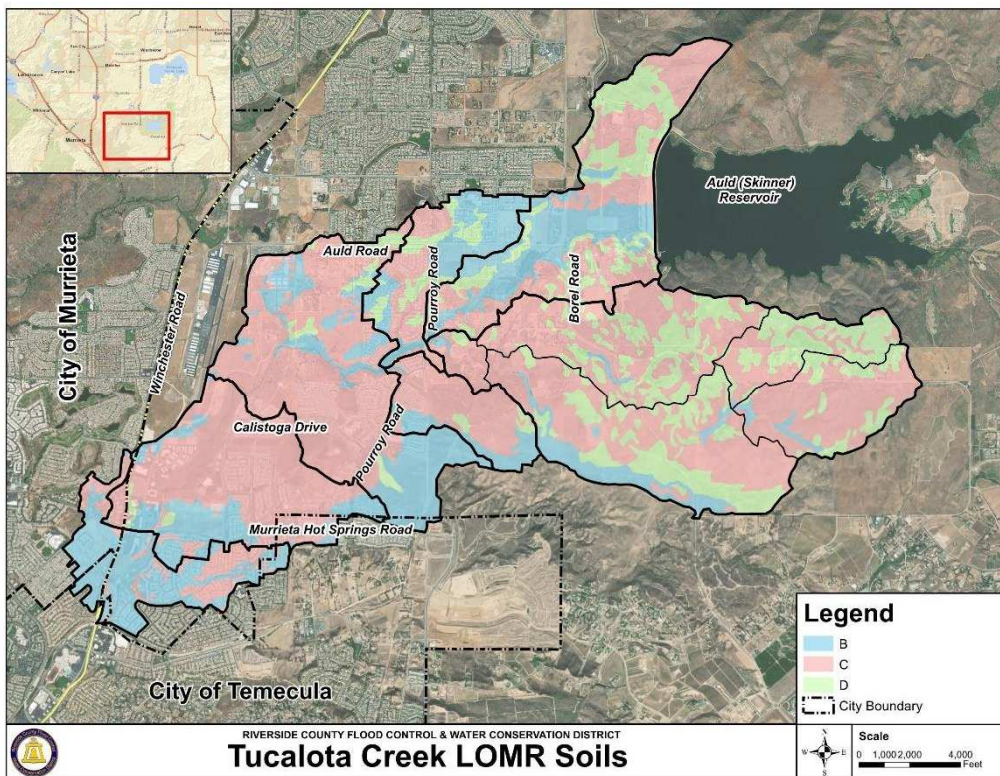 Auld (Skinner)
Reservoir
Auld Road
Pourroy Road
Borel Road
City of Murrieta
Winchester Road
Calistoga Drive
Pourroy Road
Murrieta Hot Springs Road
City of Temecula
Legend
B
C
D
City Boundary
RIVERSIDE COUNTY FLOOD CONTROL & WATER CONSERVATION DISTRICT
Tucalota Creek LOMR Soils
N
W E
S
Scale
0 1,000 2,000 4,000
Feet